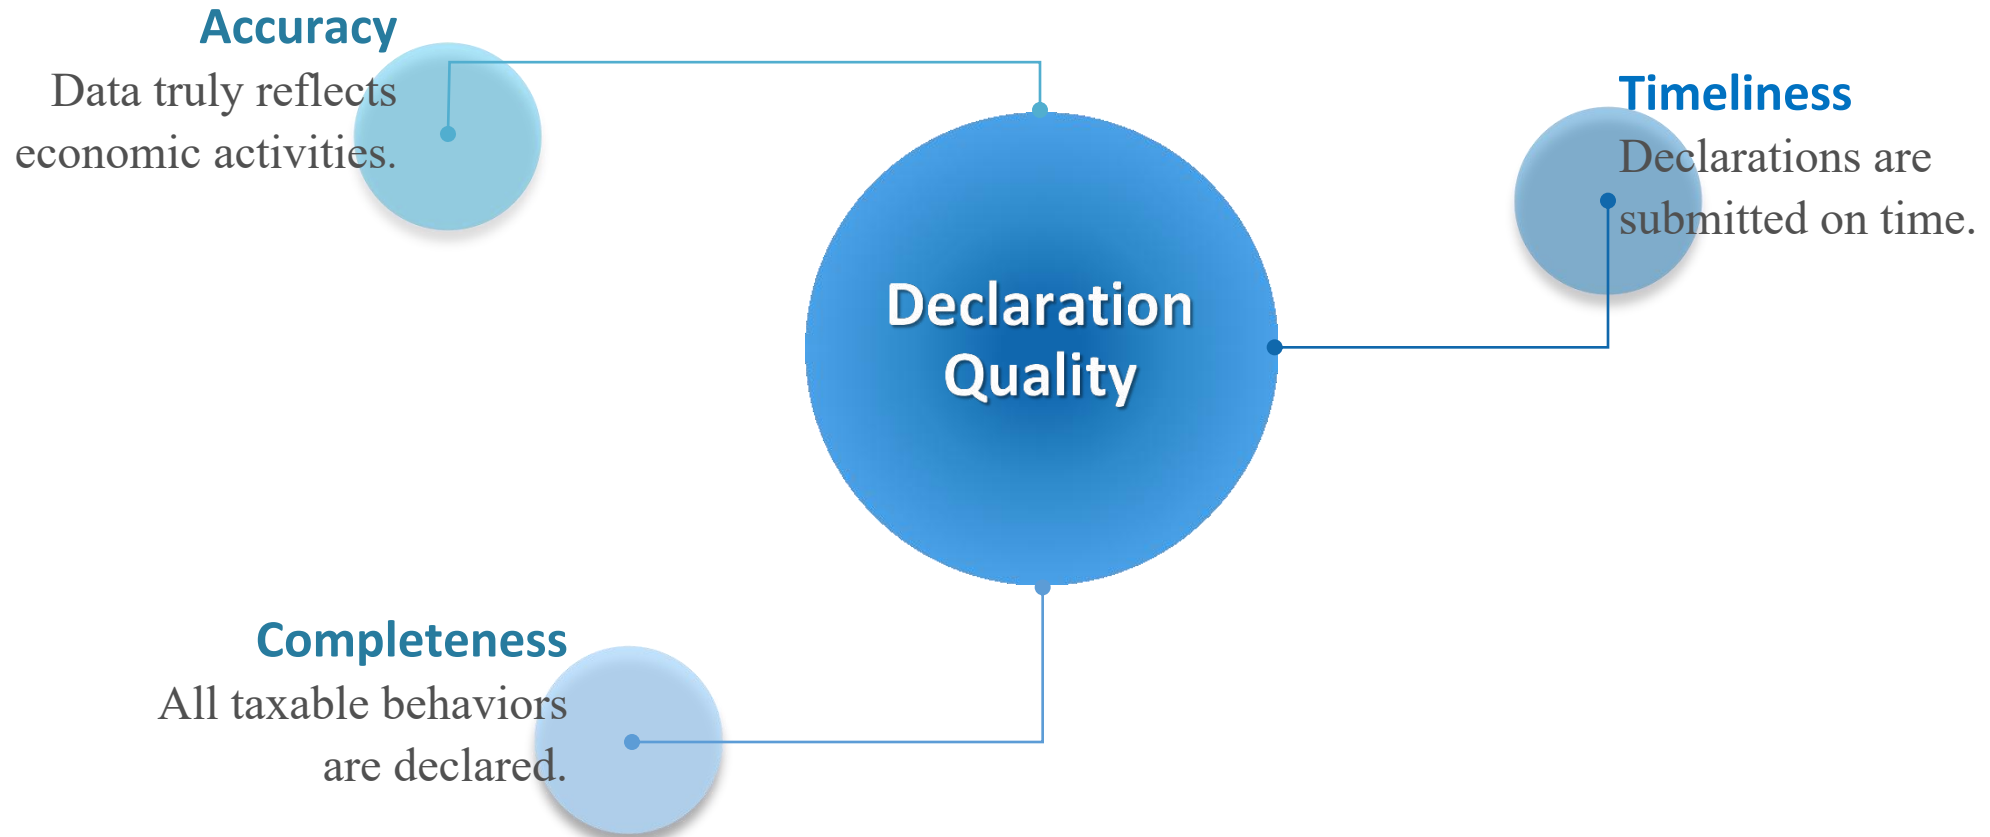 Accuracy
Data truly reflects
economic activities.
Timeliness
Declarations are
submitted on time.
Declaration
Quality
Completeness
All taxable behaviors
are declared.